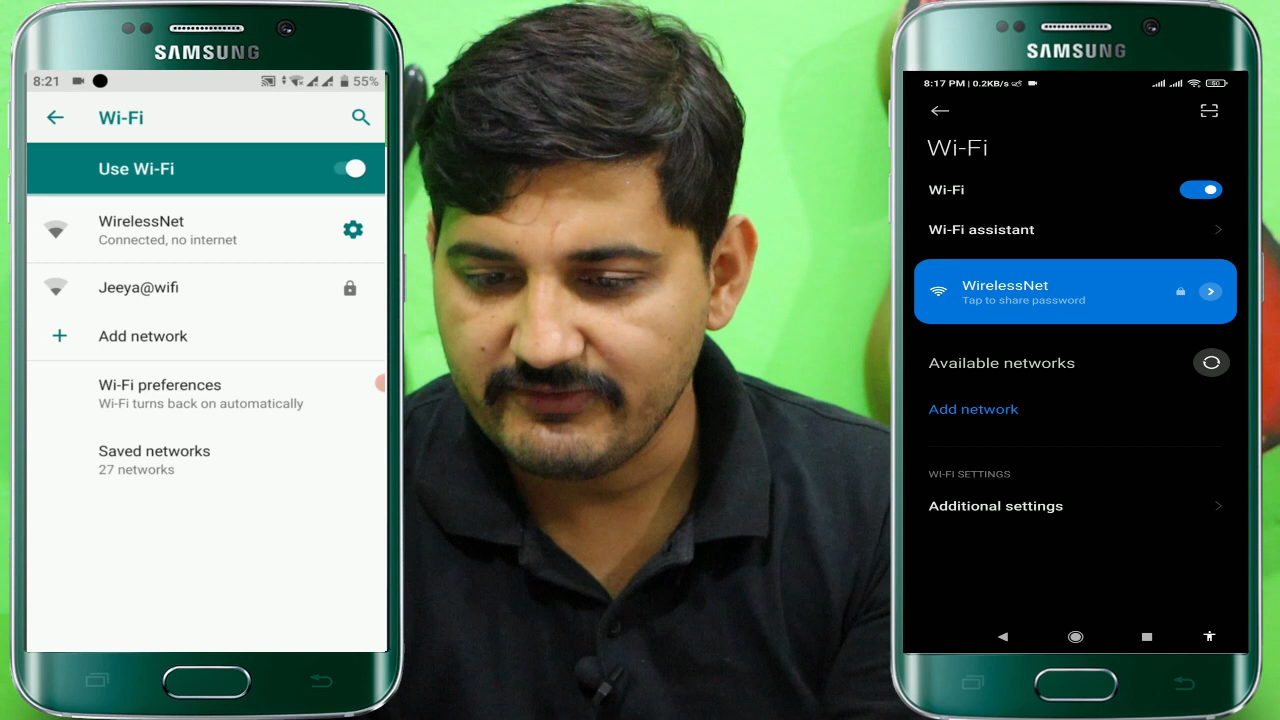 SAMSUNG
8:21
55%
Wi-Fi
Use Wi-Fi
WirelessNet
Connected, no internet
Jeeya@wifi
Add network
Wi-Fi preferences
Wi-Fi turns back on automatically
Saved networks
27 networks
SAMSUNG
8:17 PM | 0.2KB/s
80
Wi-Fi
Wi-Fi
Wi-Fi assistant
WirelessNet
Tap to share password
Available networks
Add network
WI-FI SETTINGS
Additional settings